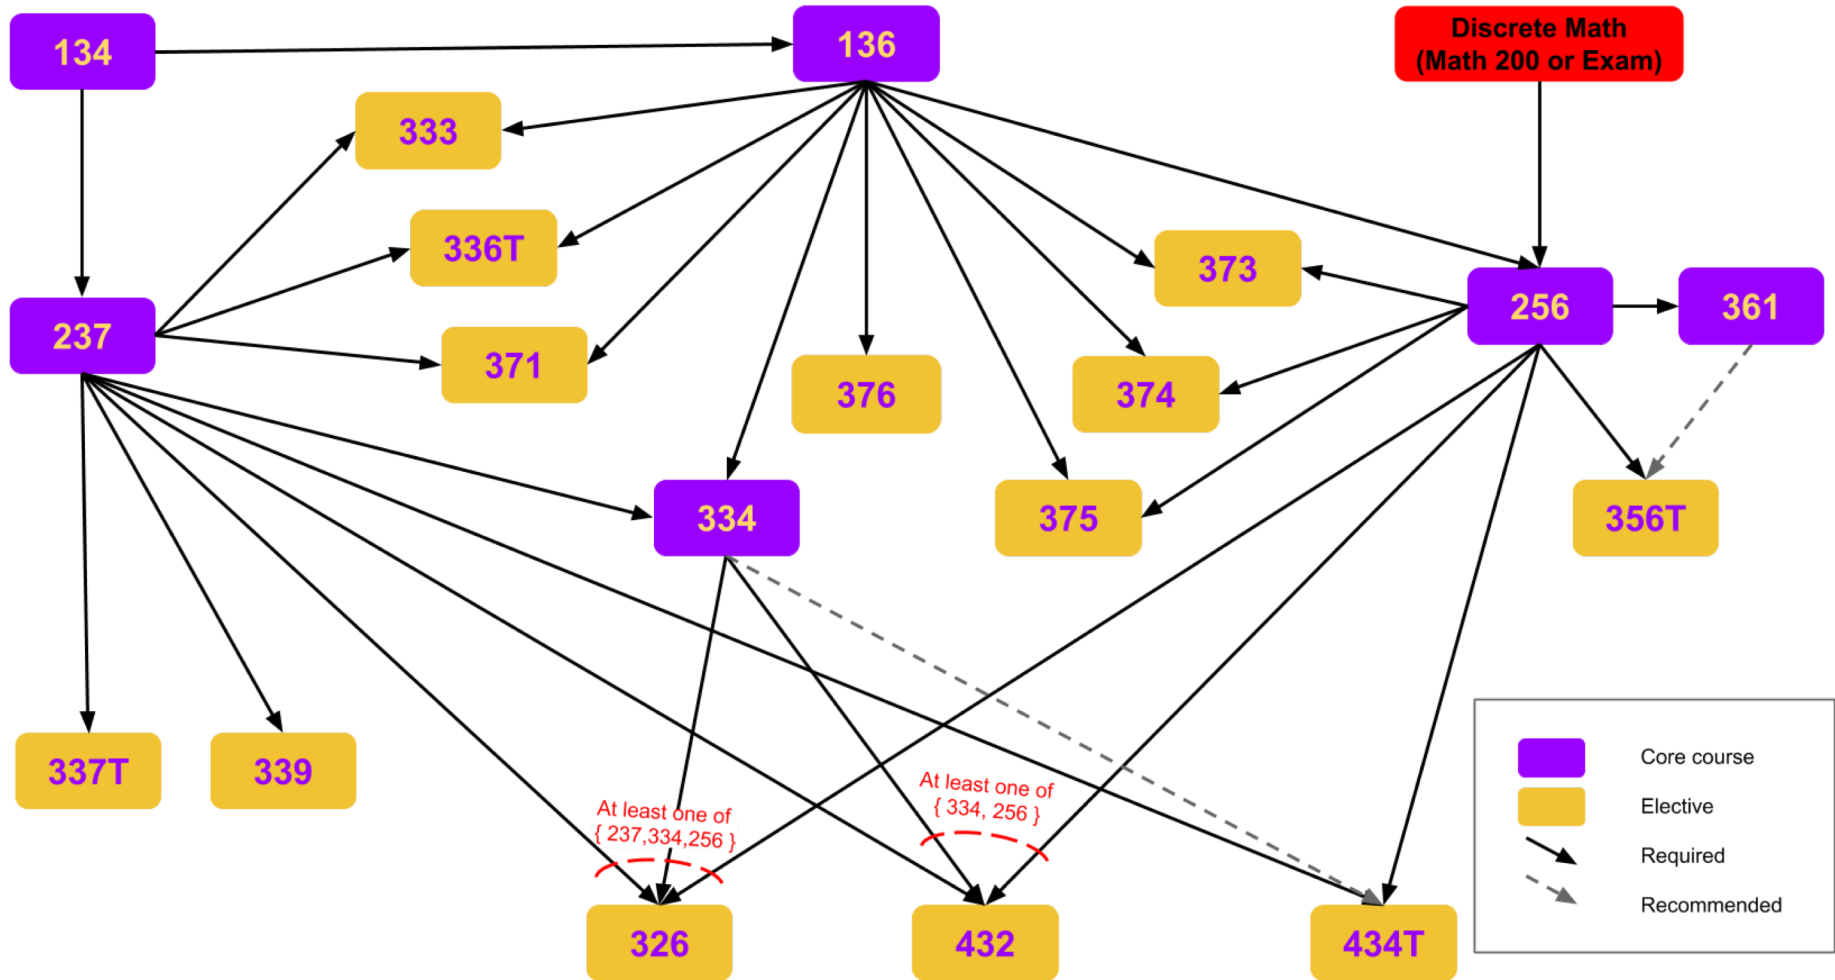 134
136
Discrete Math
(Math 200 or Exam)
333
336T
373
237
256
361
371
376
374
334
375
356T
337T
339
At least one of
{ 237,334,256 }
At least one of
{ 334, 256 }
326
432
434T
Core course
Elective
Required
Recommended